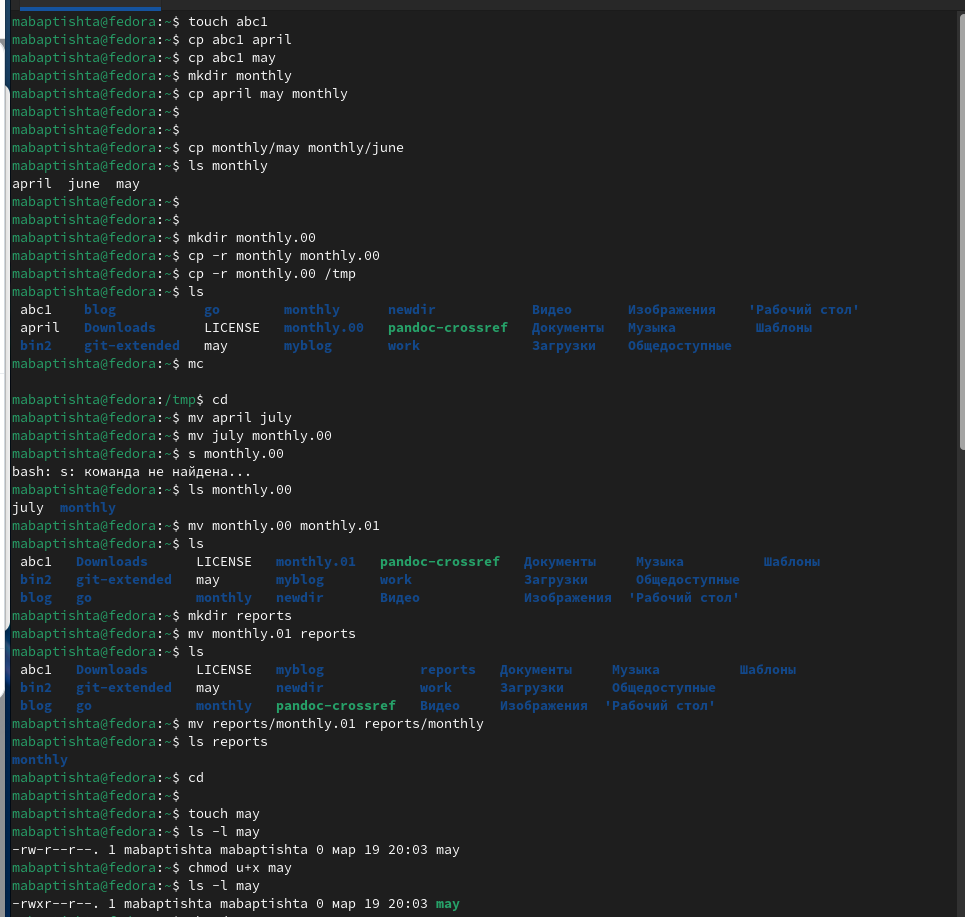 mabaptishta@fedora:~$ touch abc1
mabaptishta@fedora:~$ cp abc1 april
mabaptishta@fedora:~$ cp abc1 may
mabaptishta@fedora:~$ mkdir monthly
mabaptishta@fedora:~$ cp april may monthly
mabaptishta@fedora:~$
mabaptishta@fedora:~$
mabaptishta@fedora:~$ cp monthly/may monthly/june
mabaptishta@fedora:~$ ls monthly
april  june  may
mabaptishta@fedora:~$
mabaptishta@fedora:~$
mabaptishta@fedora:~$ mkdir monthly.00
mabaptishta@fedora:~$ cp -r monthly monthly.00
mabaptishta@fedora:~$ cp -r monthly.00 /tmp
mabaptishta@fedora:~$ ls
abc1    blog           go        monthly      newdir            Видео       Изображения    'Рабочий стол'
april   Downloads      LICENSE   monthly.00   pandoc-crossref   Документы   Музыка          Шаблоны
bin2    git-extended   may       myblog       work              Загрузки    Общедоступные
mabaptishta@fedora:~$ mc
mabaptishta@fedora:/tmp$ cd
mabaptishta@fedora:~$ mv april july
mabaptishta@fedora:~$ mv july monthly.00
mabaptishta@fedora:~$ s monthly.00
bash: s: команда не найдена...
mabaptishta@fedora:~$ ls monthly.00
july  monthly
mabaptishta@fedora:~$ mv monthly.00 monthly.01
mabaptishta@fedora:~$ ls
abc1   Downloads      LICENSE   monthly.01   pandoc-crossref   Документы     Музыка          Шаблоны
bin2   git-extended   may       myblog       work              Загрузки      Общедоступные
blog   go             monthly   newdir       Видео             Изображения  'Рабочий стол'
mabaptishta@fedora:~$ mkdir reports
mabaptishta@fedora:~$ mv monthly.01 reports
mabaptishta@fedora:~$ ls
abc1   Downloads      LICENSE   myblog            reports   Документы     Музыка          Шаблоны
bin2   git-extended   may       newdir            work      Загрузки      Общедоступные
blog   go             monthly   pandoc-crossref   Видео     Изображения  'Рабочий стол'
mabaptishta@fedora:~$ mv reports/monthly.01 reports/monthly
mabaptishta@fedora:~$ ls reports
monthly
mabaptishta@fedora:~$ cd
mabaptishta@fedora:~$
mabaptishta@fedora:~$ touch may
mabaptishta@fedora:~$ ls -l may
-rw-r--r--. 1 mabaptishta mabaptishta 0 мар 19 20:03 may
mabaptishta@fedora:~$ chmod u+x may
mabaptishta@fedora:~$ ls -l may
-rwxr--r--. 1 mabaptishta mabaptishta 0 мар 19 20:03 may